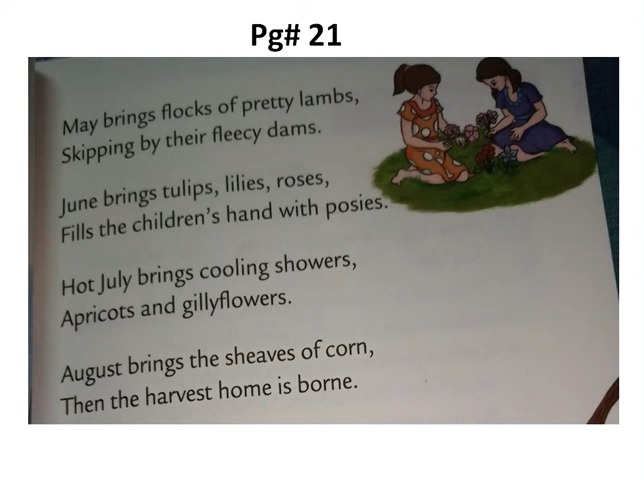 Pg# 21
May brings flocks of pretty lambs,
Skipping by their fleecy dams.
June brings tulips, lilies, roses,
Fills the children's hand with posies.
Hot July brings cooling showers,
Apricots and gillyflowers.
August brings the sheaves of corn,
Then the harvest home is borne.